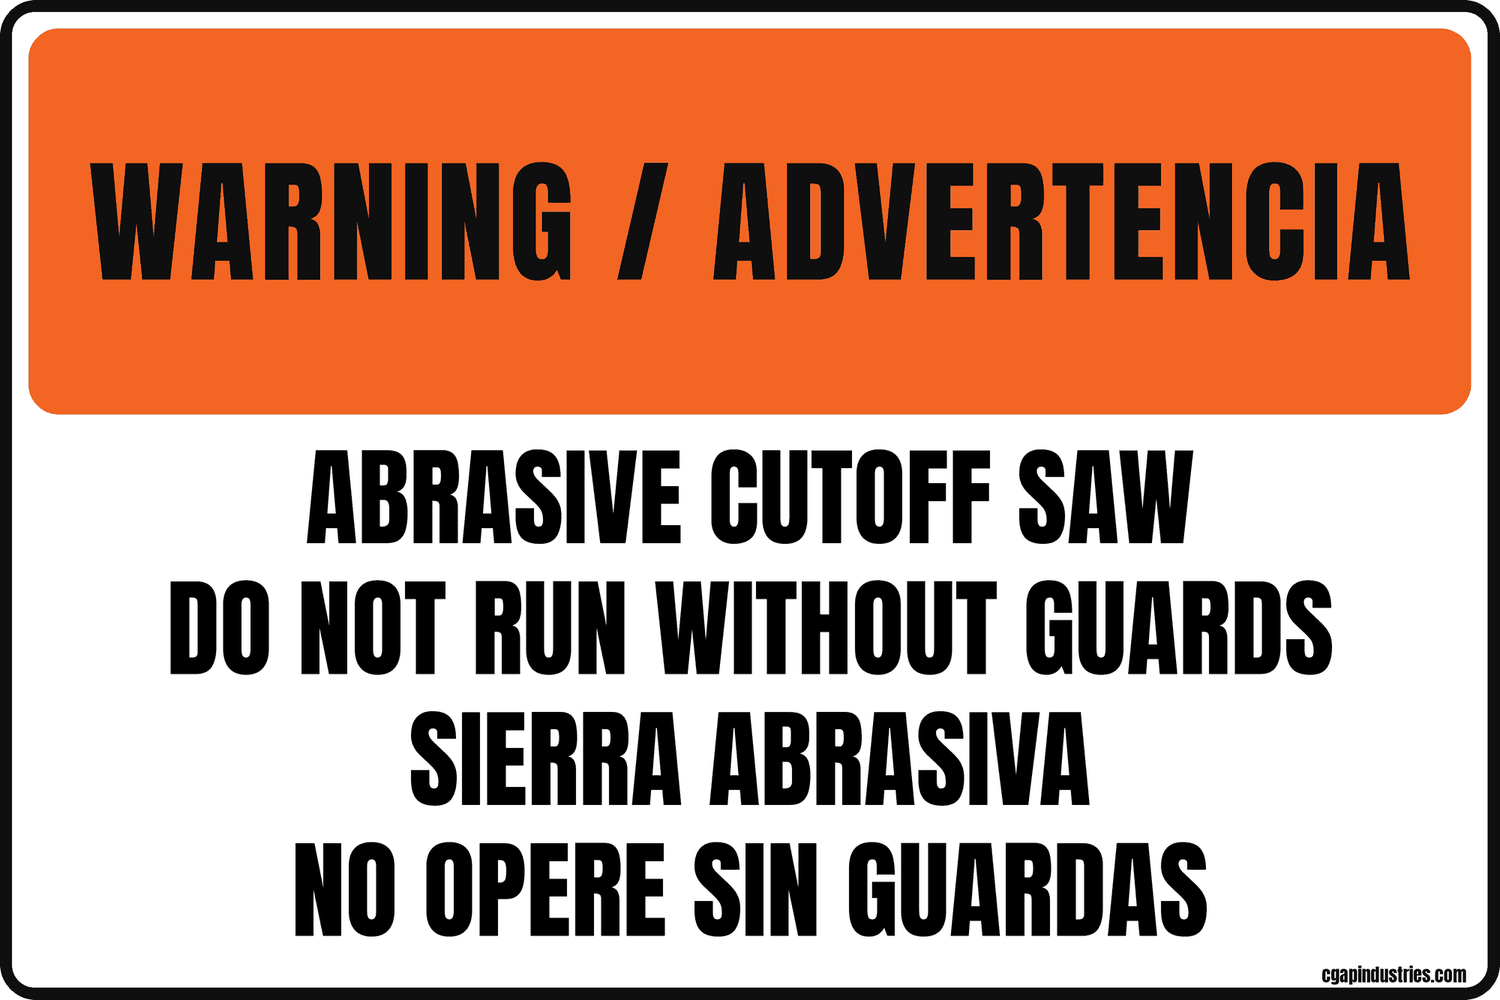 WARNING / ADVERTENCIA
ABRASIVE CUTOFF SAW
DO NOT RUN WITHOUT GUARDS
SIERRA ABRASIVA
NO OPERE SIN GUARDAS
cgapindustries.com